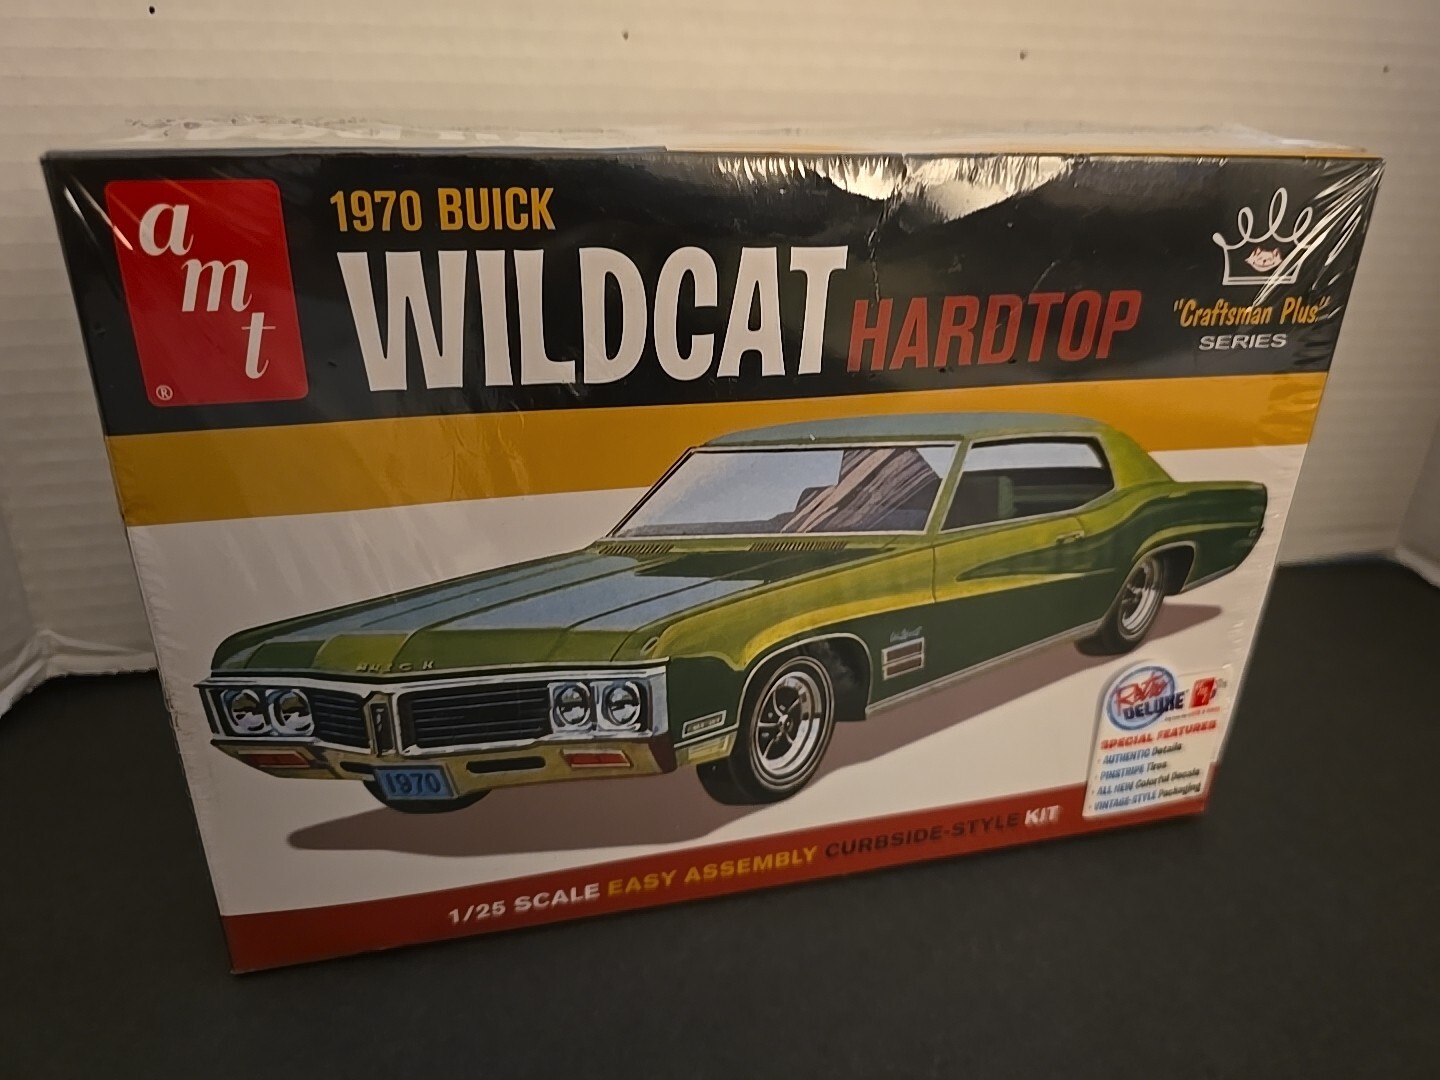 amt
®
1970 BUICK
WILDCAT HARDTOP
"Craftsman Plus"
SERIES
BUICK
Wildcat
1970
Retro
DELUXE
SPECIAL FEATURES
· AUTHENTIC Details
· PINSTRIPE Tires
· ALL NEW Colorful Decals
· VINTAGE-STYLE Packaging
1/25 SCALE EASY ASSEMBLY CURBSIDE-STYLE KIT